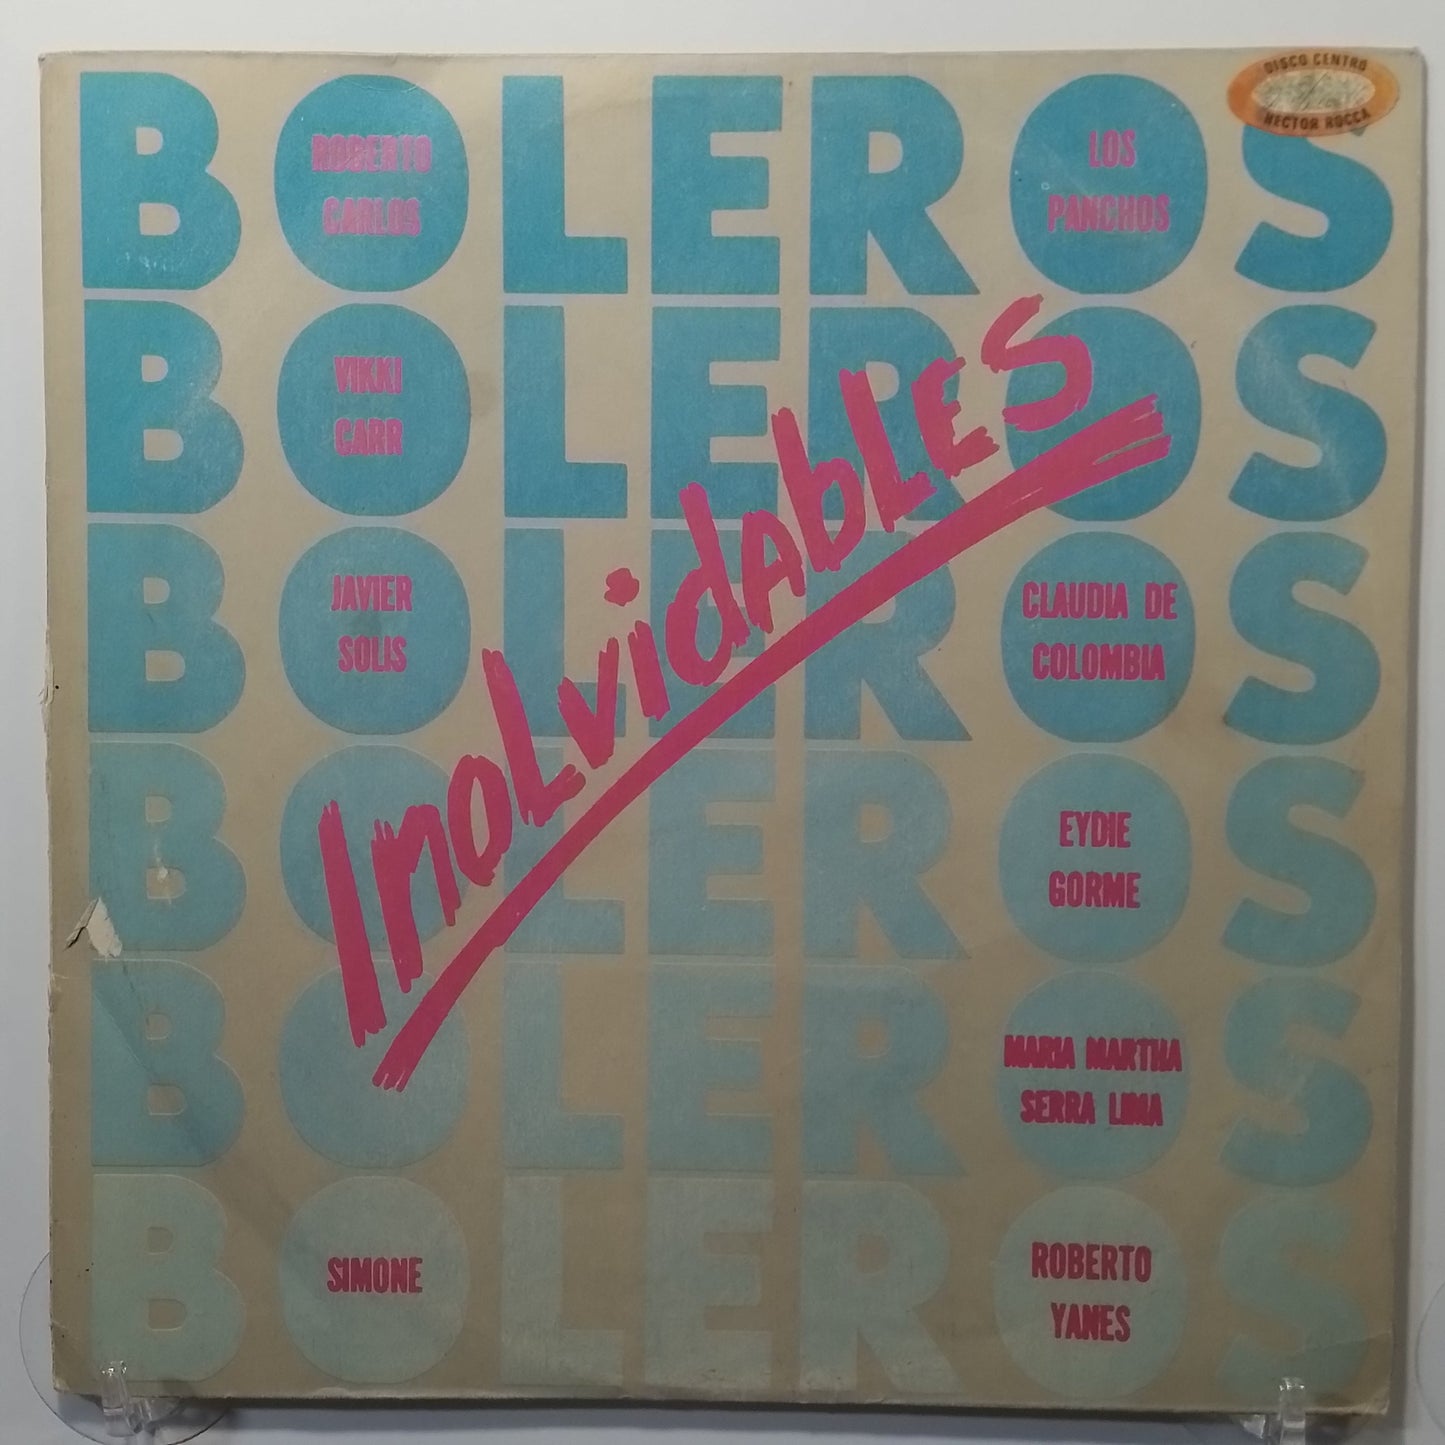 DISCO CENTRO
HECTOR ROCCA
BOLEROS
ROBERTO
CARLOS
LOS
PANCHOS
BOLEROS
VIKKI
CARR
BOLEROS
JAVIER
SOLIS
CLAUDIA DE
COLOMBIA
InoLvidAbLES
BOLEROS
EYDIE
GORME
BOLEROS
MARIA MARTHA
SERRA LIMA
BOLEROS
SIMONE
ROBERTO
YANES